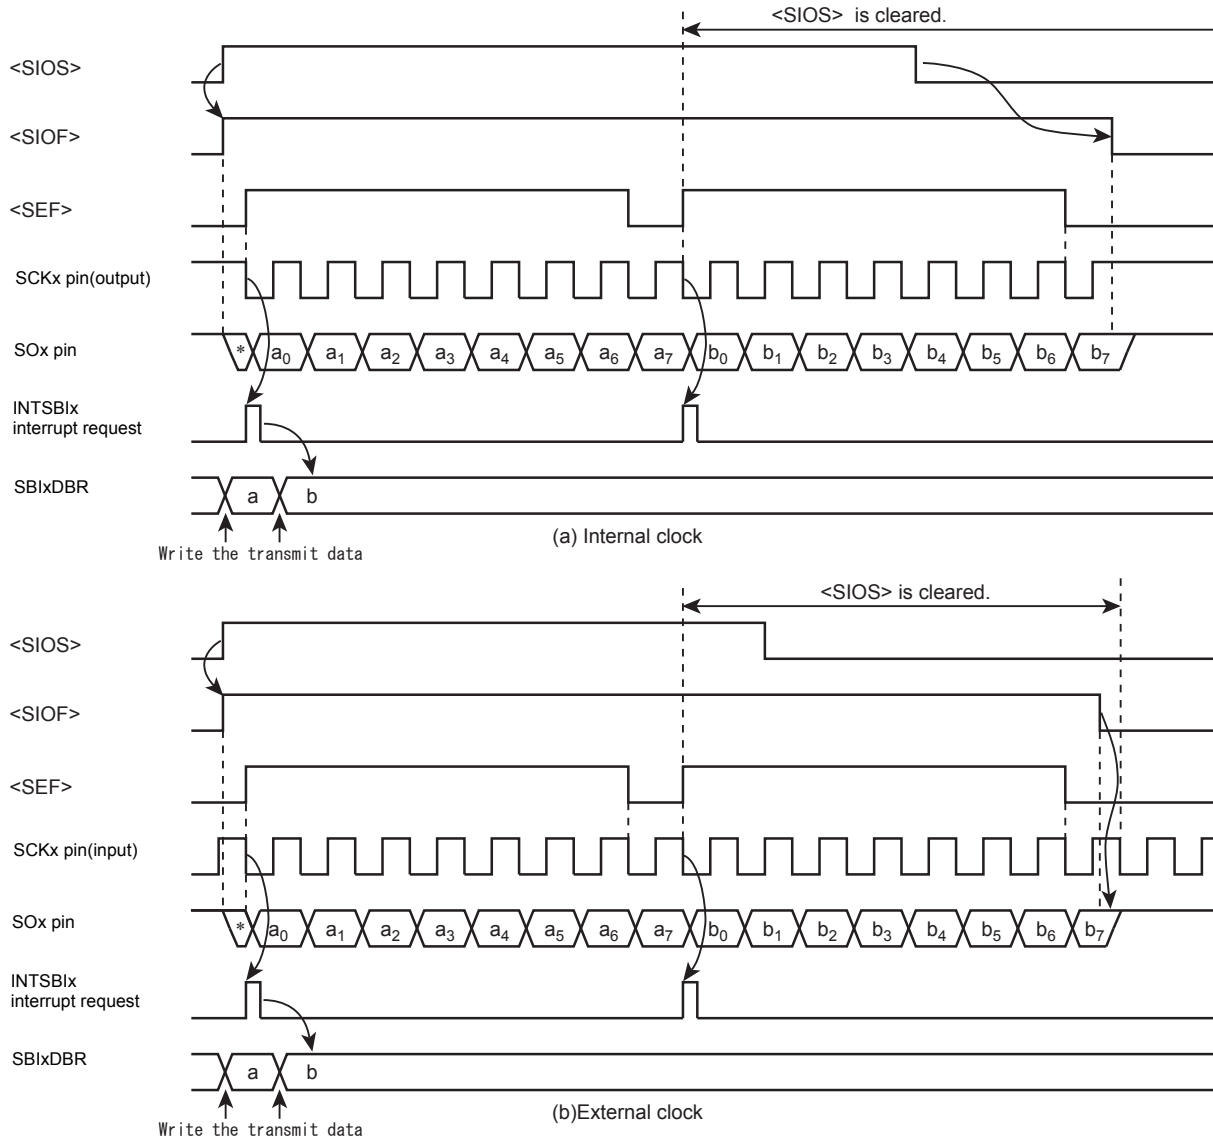 <SIOS> is cleared.
<SIOS>
<SIOF>
<SEF>
SCKx pin(output)
SOx pin
* a0 a1 a2 a3 a4 a5 a6 a7 b0 b1 b2 b3 b4 b5 b6 b7
INTSBIx
interrupt request
SBIxDBR
a b
(a) Internal clock
Write the transmit data
<SIOS> is cleared.
<SIOS>
<SIOF>
<SEF>
SCKx pin(input)
SOx pin
* a0 a1 a2 a3 a4 a5 a6 a7 b0 b1 b2 b3 b4 b5 b6 b7
INTSBIx
interrupt request
SBIxDBR
a b
(b)External clock
Write the transmit data